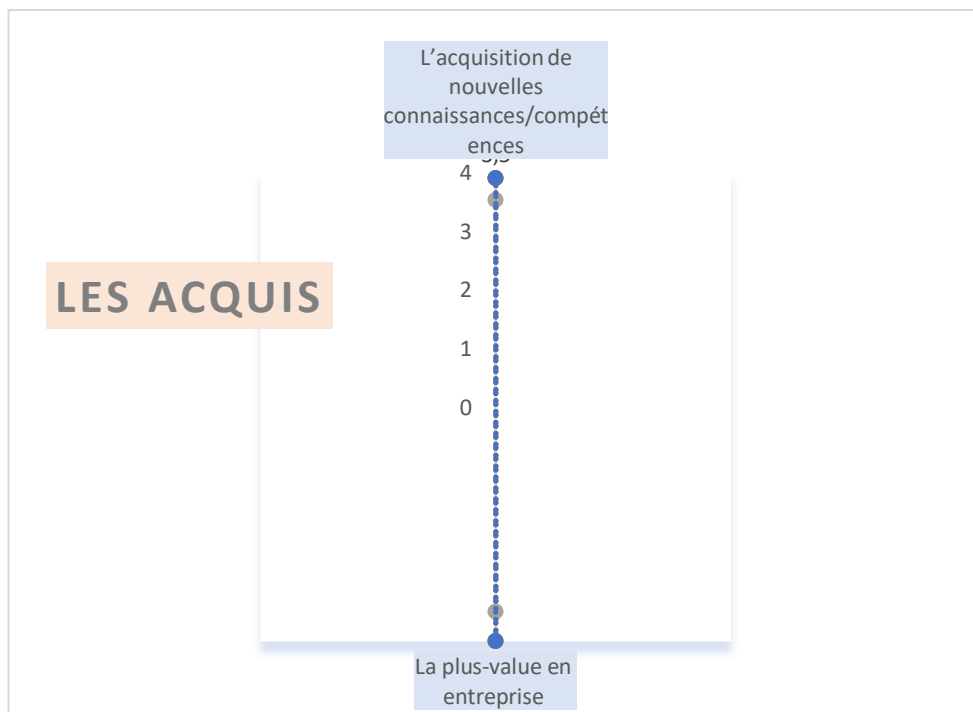 L’acquisition de
nouvelles
connaissances/compét
ences
4
3
LES ACQUIS
2
1
0
La plus-value en
entreprise